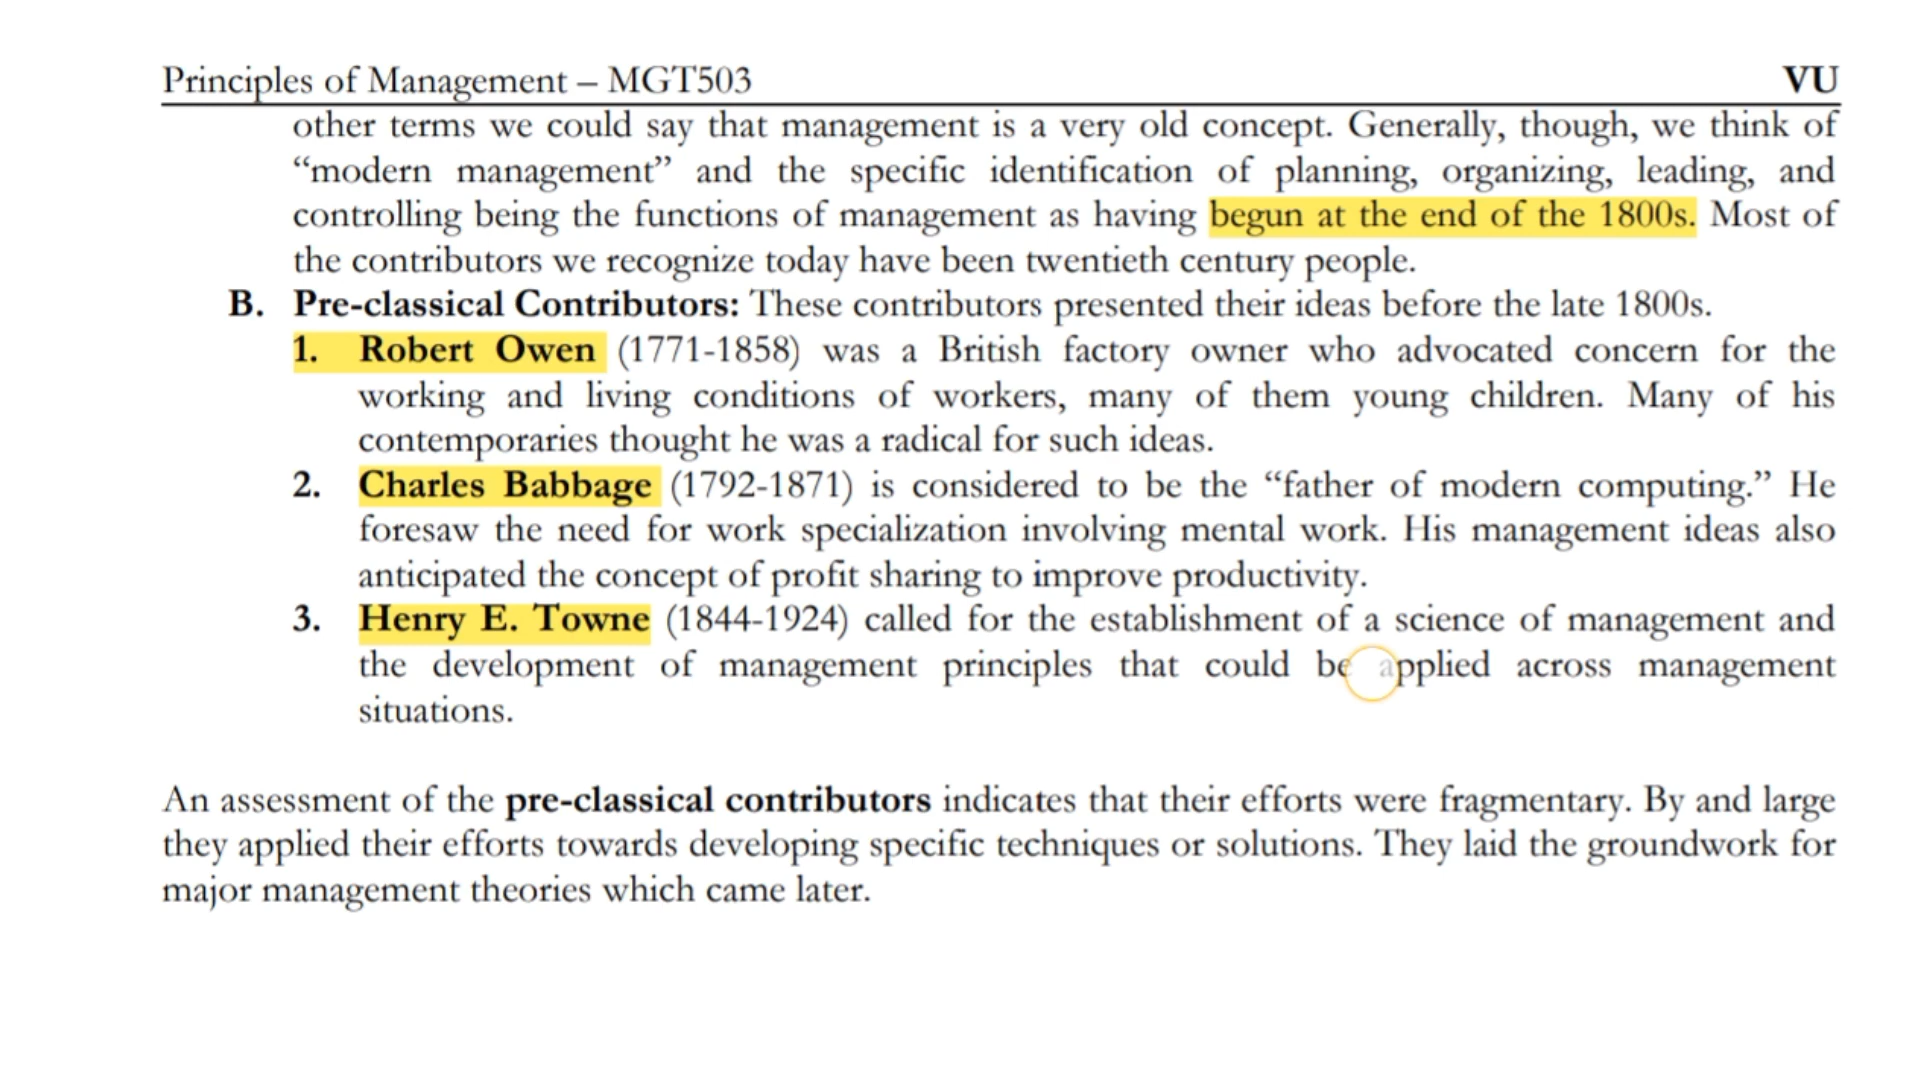 Principles of Management – MGT503 VU
other terms we could say that management is a very old concept. Generally, though, we think of
“modern management” and the specific identification of planning, organizing, leading, and
controlling being the functions of management as having begun at the end of the 1800s. Most of
the contributors we recognize today have been twentieth century people.
B. Pre-classical Contributors: These contributors presented their ideas before the late 1800s.
1. Robert Owen (1771-1858) was a British factory owner who advocated concern for the
working and living conditions of workers, many of them young children. Many of his
contemporaries thought he was a radical for such ideas.
2. Charles Babbage (1792-1871) is considered to be the “father of modern computing.” He
foresaw the need for work specialization involving mental work. His management ideas also
anticipated the concept of profit sharing to improve productivity.
3. Henry E. Towne (1844-1924) called for the establishment of a science of management and
the development of management principles that could be applied across management
situations.
An assessment of the pre-classical contributors indicates that their efforts were fragmentary. By and large
they applied their efforts towards developing specific techniques or solutions. They laid the groundwork for
major management theories which came later.